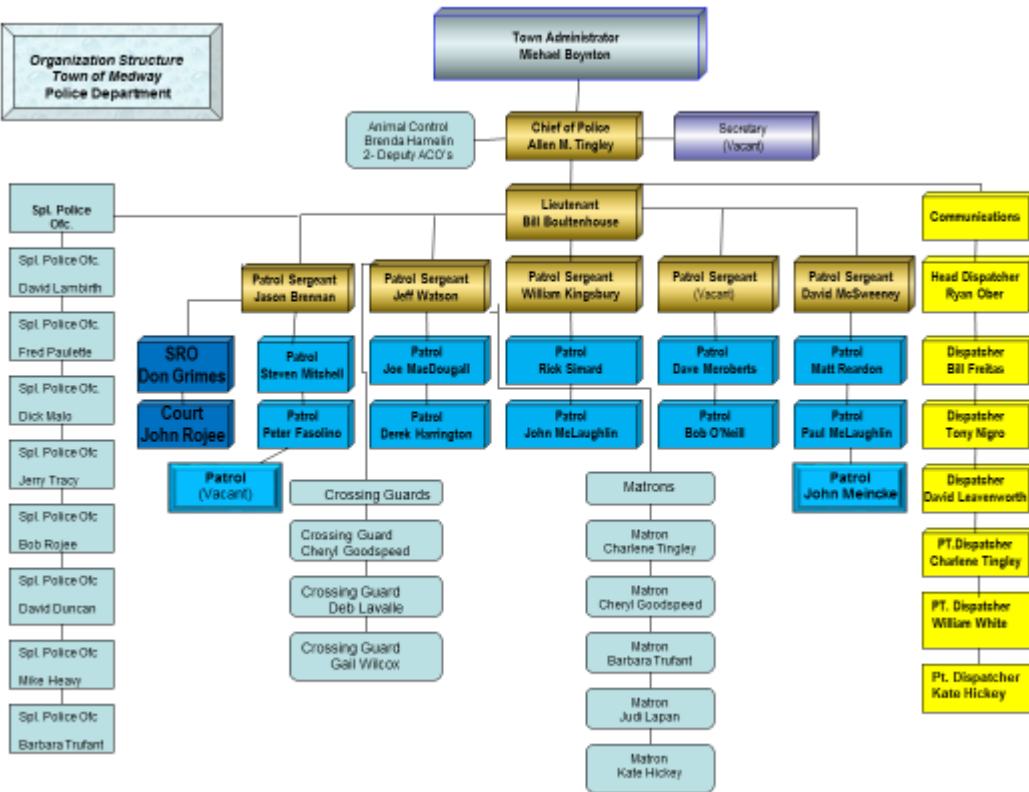 Organization Structure
Town of Medway
Police Department
Town Administrator
Michael Boynton
Animal Control
Brenda Hamelin
2- Deputy ACO's
Chief of Police
Allen M. Tingley
Secretary
(Vacant)
Lieutenant
Bill Boultenhouse
Spl. Police
Ofc.
Spl. Police Ofc.
David Lambirth
Spl. Police Ofc.
Fred Paulette
Spl. Police Ofc.
Dick Malo
Spl. Police Ofc
Jerry Tracy
Spl. Police Ofc
Bob Rojee
Spl. Police Ofc
David Duncan
Spl. Police Ofc
Mike Heavy
Spl. Police Ofc
Barbara Trufant
Patrol Sergeant
Jason Brennan
Patrol Sergeant
Jeff Watson
Patrol Sergeant
William Kingsbury
Patrol Sergeant
(Vacant)
Patrol Sergeant
David McSweeney
SRO
Don Grimes
Court
John Rojee
Patrol
Steven Mitchell
Patrol
Peter Fasolino
Patrol
(Vacant)
Patrol
Joe MacDougall
Patrol
Derek Harrington
Patrol
Rick Simard
Patrol
John McLaughlin
Patrol
Dave Mcroberts
Patrol
Bob O'Neill
Patrol
Matt Reardon
Patrol
Paul McLaughlin
Patrol
John Meincke
Crossing Guards
Crossing Guard
Cheryl Goodspeed
Crossing Guard
Deb Lavalle
Crossing Guard
Gail Wilcox
Matrons
Matron
Charlene Tingley
Matron
Cheryl Goodspeed
Matron
Barbara Trufant
Matron
Judi Lapan
Matron
Kate Hickey
Communications
Head Dispatcher
Ryan Ober
Dispatcher
Bill Freitas
Dispatcher
Tony Nigro
Dispatcher
David Leavenworth
PT.Dispatcher
Charlene Tingley
PT. Dispatcher
William White
Pt. Dispatcher
Kate Hickey